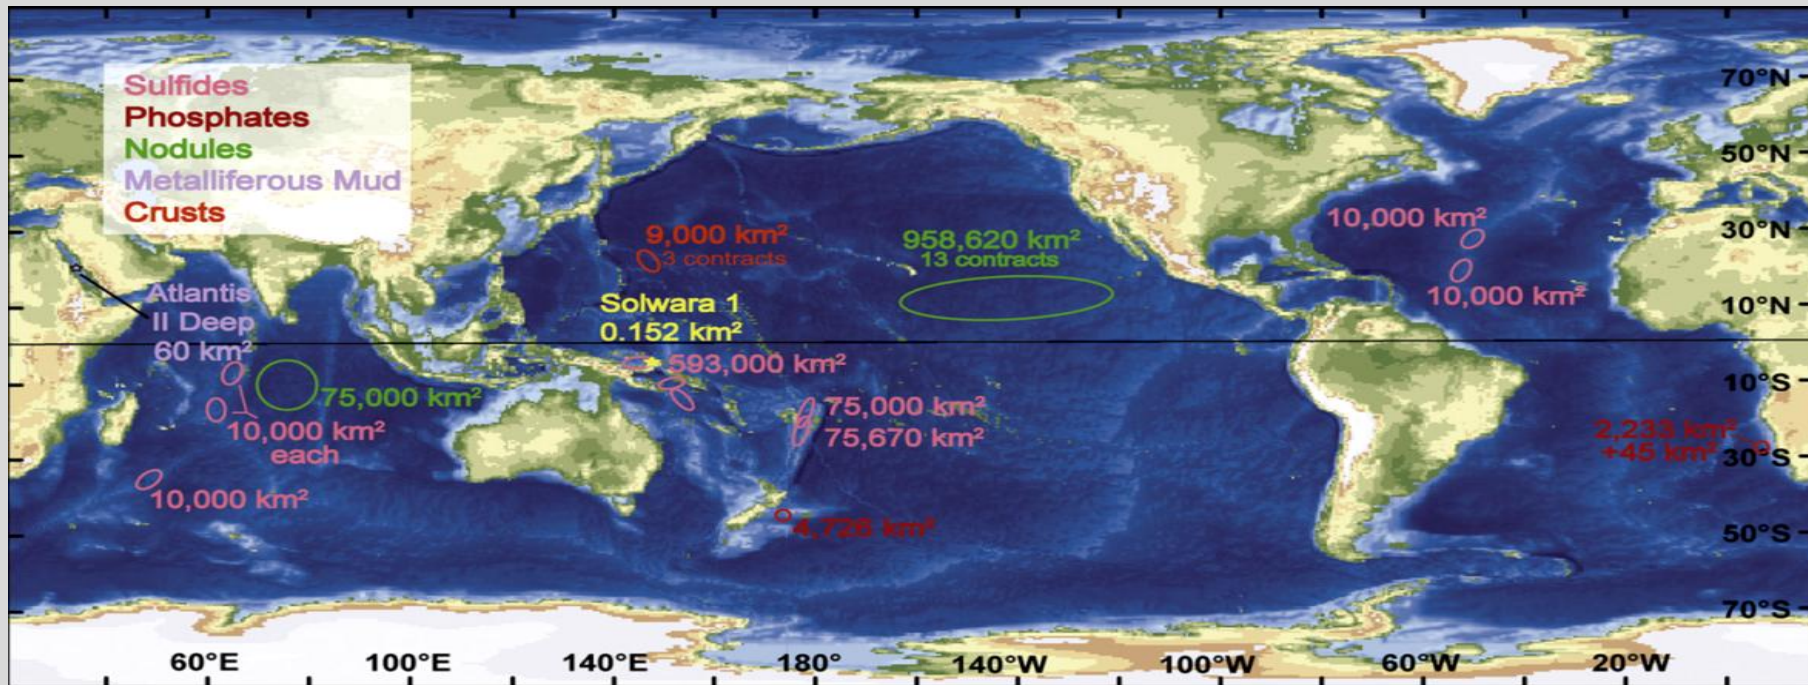 Sulfides
Phosphates
Nodules
Metalliferous Mud
Crusts
70°N
50°N
30°N
10°N
10°S
30°S
50°S
70°S
10,000 km²
10,000 km²
9,000 km²
3 contracts
958,620 km²
13 contracts
Atlantis
II Deep
60 km²
Solwara 1
0.152 km²
593,000 km²
75,000 km²
75,000 km²
75,670 km²
10,000 km²
each
10,000 km²
2,233 km²
+45 km²
4,726 km²
60°E
100°E
140°E
180°
140°W
100°W
60°W
20°W